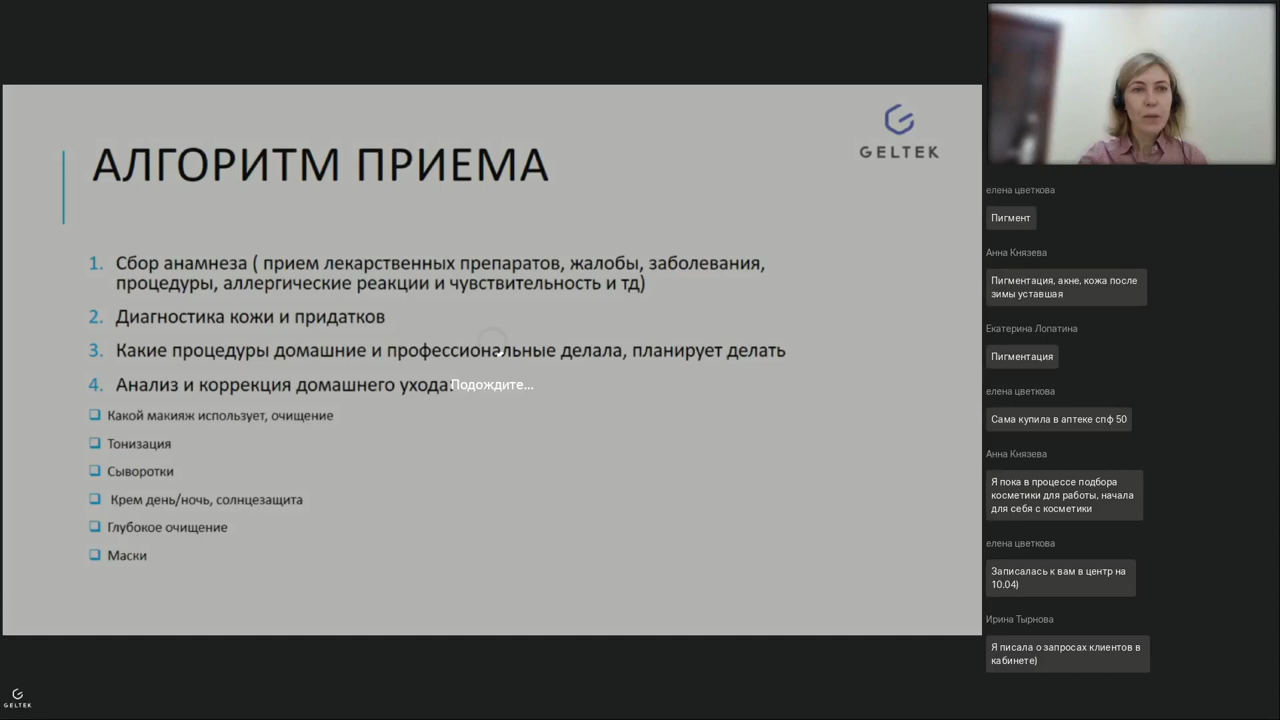 GELTEK
АЛГОРИТМ ПРИЕМА
1. Сбор анамнеза ( прием лекарственных препаратов, жалобы, заболевания,
процедуры, аллергические реакции и чувствительность и тд)
2. Диагностика кожи и придатков
3. Какие процедуры домашние и профессиональные делала, планирует делать
4. Анализ и коррекция домашнего ухода:
Подождите...
Какой макияж использует, очищение
Тонизация
Сыворотки
Крем день/ночь, солнцезащита
Глубокое очищение
Маски
GELTEK
елена цветкова
Пигмент
Анна Князева
Пигментация, акне, кожа после
зимы уставшая
Екатерина Лопатина
Пигментация
елена цветкова
Сама купила в аптеке спф 50
Анна Князева
Я пока в процессе подбора
косметики для работы, начала
для себя с косметики
елена цветкова
Записалась к вам в центр на
10.04)
Ирина Тырнова
Я писала о запросах клиентов в
кабинете)